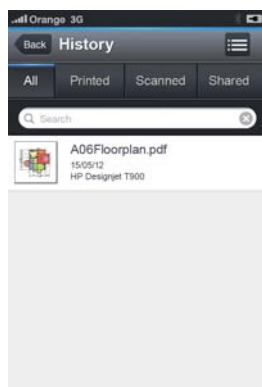 Orange 3G
Back History
All Printed Scanned Shared
Search
A06Floorplan.pdf
15/05/12
HP Designjet T900